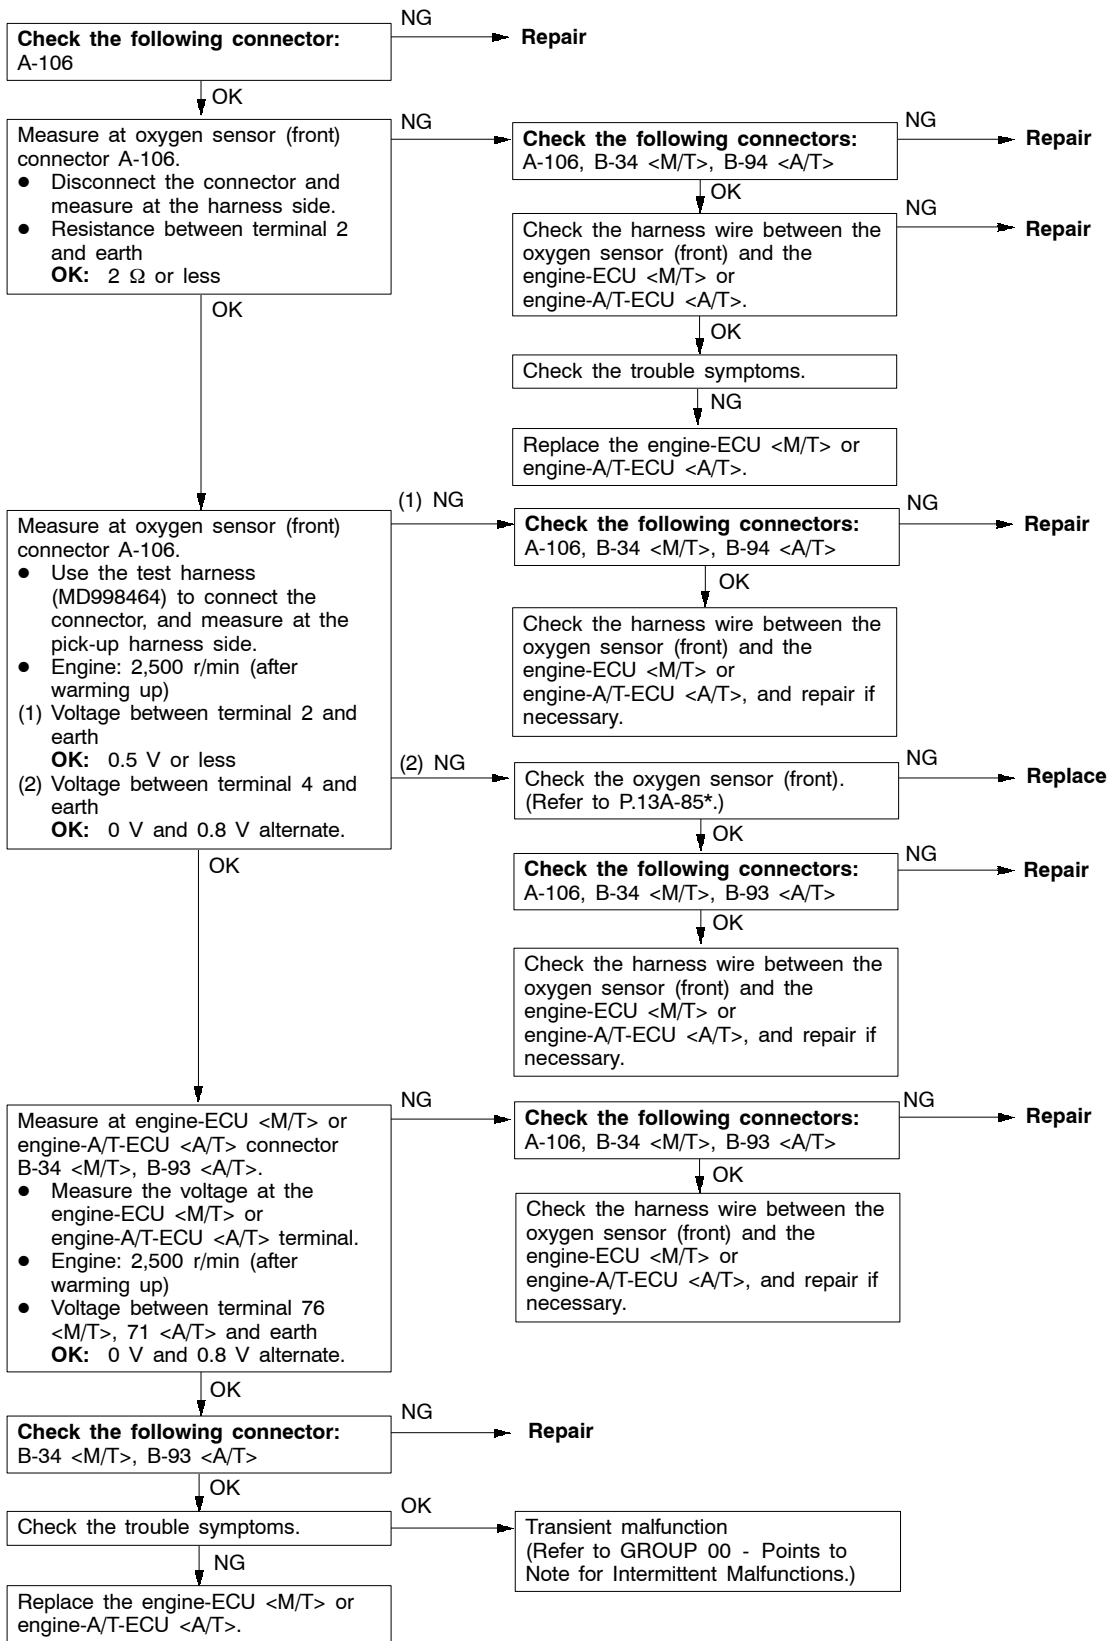 NG
Check the following connector:
A-106
Repair
OK
Measure at oxygen sensor (front)
connector A-106.
● Disconnect the connector and
measure at the harness side.
● Resistance between terminal 2
and earth
OK: 2 Ω or less
NG
Check the following connectors:
A-106, B-34 <M/T>, B-94 <A/T>
NG
Repair
OK
Check the harness wire between the
oxygen sensor (front) and the
engine-ECU <M/T> or
engine-A/T-ECU <A/T>.
NG
Repair
OK
Check the trouble symptoms.
NG
Replace the engine-ECU <M/T> or
engine-A/T-ECU <A/T>.
OK
Measure at oxygen sensor (front)
connector A-106.
● Use the test harness
(MD998464) to connect the
connector, and measure at the
pick-up harness side.
● Engine: 2,500 r/min (after
warming up)
(1) Voltage between terminal 2 and
earth
OK: 0.5 V or less
(2) Voltage between terminal 4 and
earth
OK: 0 V and 0.8 V alternate.
(1) NG
Check the following connectors:
A-106, B-34 <M/T>, B-94 <A/T>
NG
Repair
OK
Check the harness wire between the
oxygen sensor (front) and the
engine-ECU <M/T> or
engine-A/T-ECU <A/T>, and repair if
necessary.
(2) NG
Check the oxygen sensor (front).
(Refer to P.13A-85*.)
NG
Replace
OK
Check the following connectors:
A-106, B-34 <M/T>, B-93 <A/T>
NG
Repair
OK
Check the harness wire between the
oxygen sensor (front) and the
engine-ECU <M/T> or
engine-A/T-ECU <A/T>, and repair if
necessary.
OK
Measure at engine-ECU <M/T> or
engine-A/T-ECU <A/T> connector
B-34 <M/T>, B-93 <A/T>.
● Measure the voltage at the
engine-ECU <M/T> or
engine-A/T-ECU <A/T> terminal.
● Engine: 2,500 r/min (after
warming up)
● Voltage between terminal 76
<M/T>, 71 <A/T> and earth
OK: 0 V and 0.8 V alternate.
NG
Check the following connectors:
A-106, B-34 <M/T>, B-93 <A/T>
NG
Repair
OK
Check the harness wire between the
oxygen sensor (front) and the
engine-ECU <M/T> or
engine-A/T-ECU <A/T>, and repair if
necessary.
OK
Check the following connector:
B-34 <M/T>, B-93 <A/T>
NG
Repair
OK
Check the trouble symptoms.
OK
Transient malfunction
(Refer to GROUP 00 - Points to
Note for Intermittent Malfunctions.)
NG
Replace the engine-ECU <M/T> or
engine-A/T-ECU <A/T>.